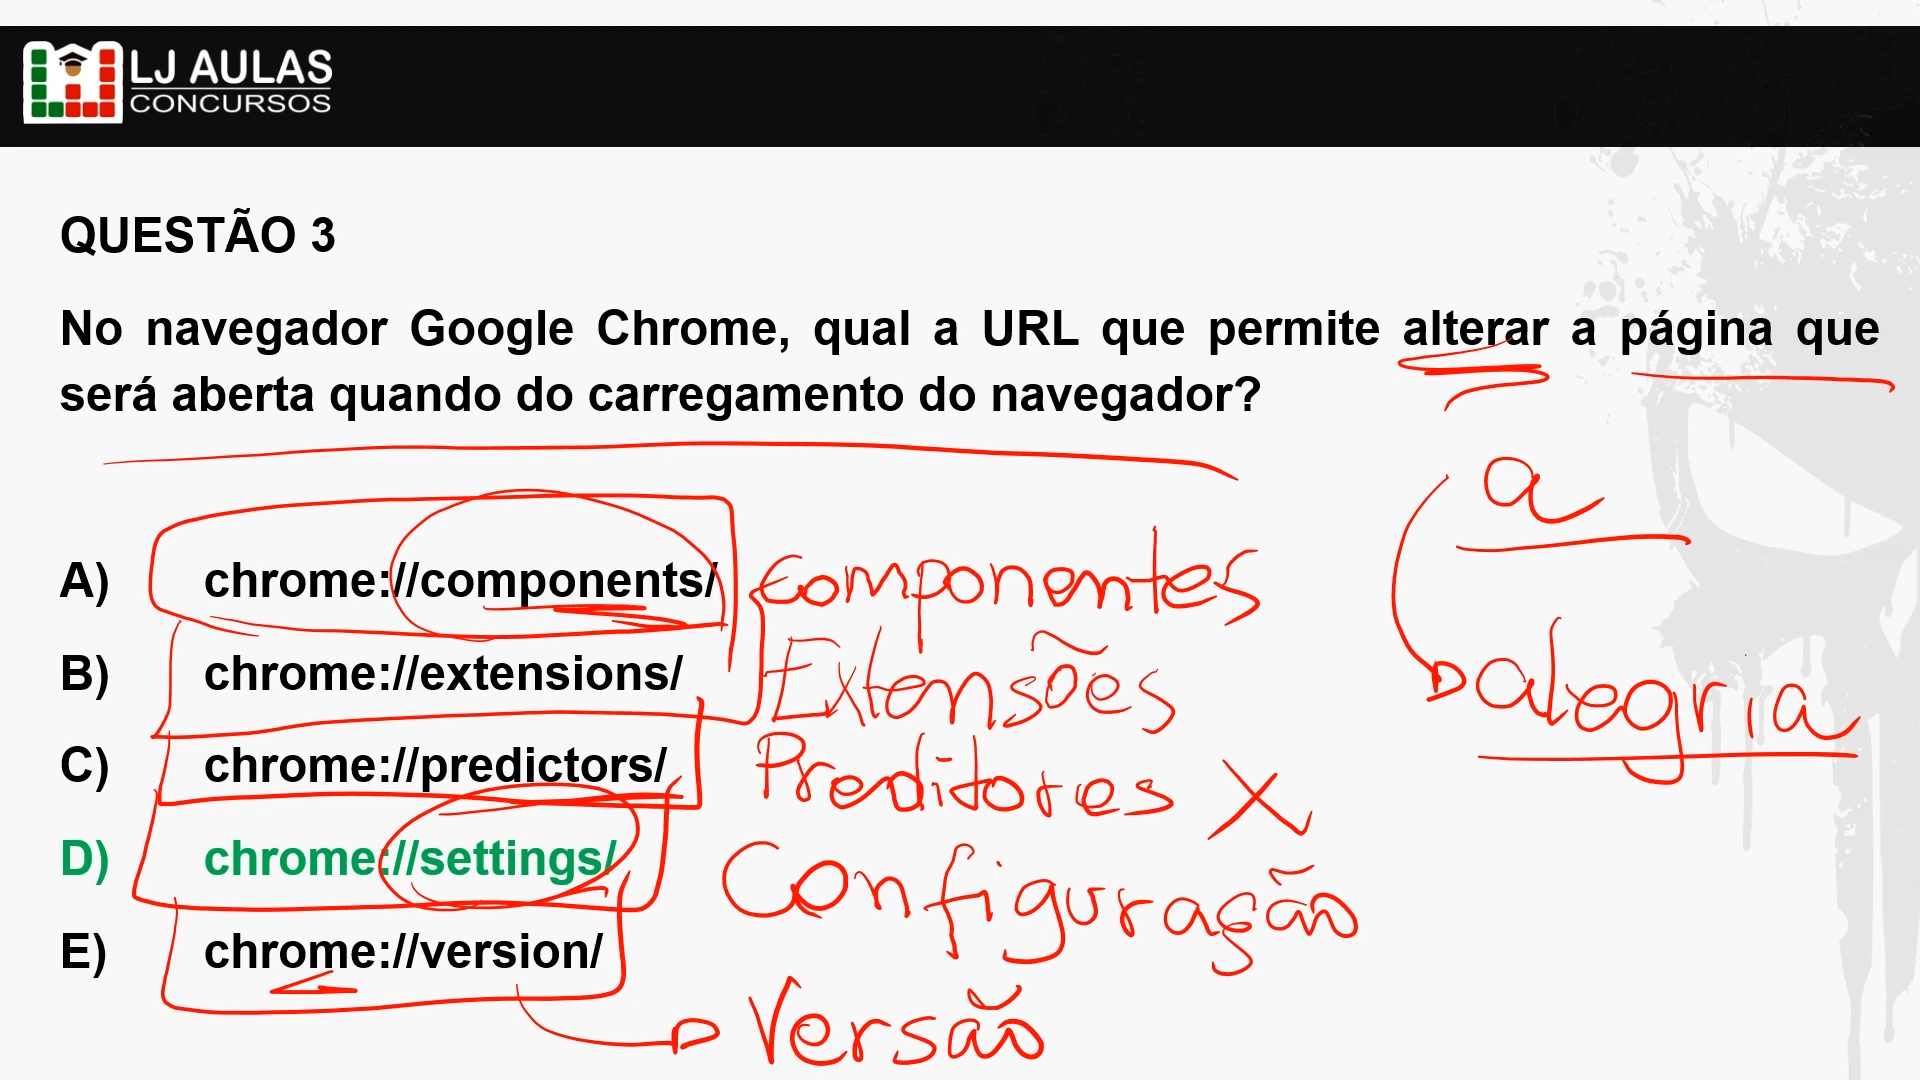 LJ AULAS
CONCURSOS
QUESTÃO 3
No navegador Google Chrome, qual a URL que permite alterar a página que
será aberta quando do carregamento do navegador?
a
A) chrome://components/ componentes
B) chrome://extensions/ Extensões
alegria
C) chrome://predictors/ Preditores X
D) chrome://settings/ Configuração
E) chrome://version/
Versão